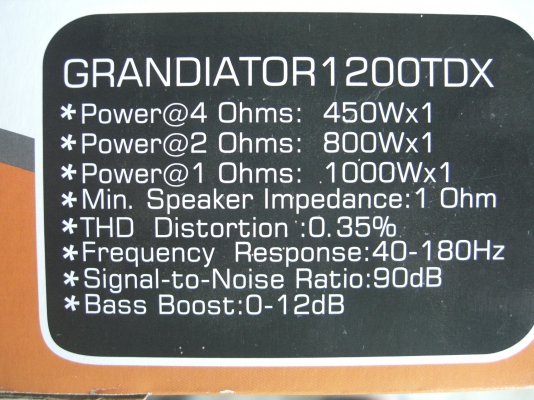 GRANDIATOR1200TDX
*Power@4 Ohms: 450Wx1
*Power@2 Ohms: 800Wx1
*Power@1 Ohms: 1000Wx1
*Min. Speaker Impedance:1 Ohm
*THD Distortion :0.35%
*Frequency Response:40-180Hz
*Signal-to-Noise Ratio:90dB
*Bass Boost:0-12dB